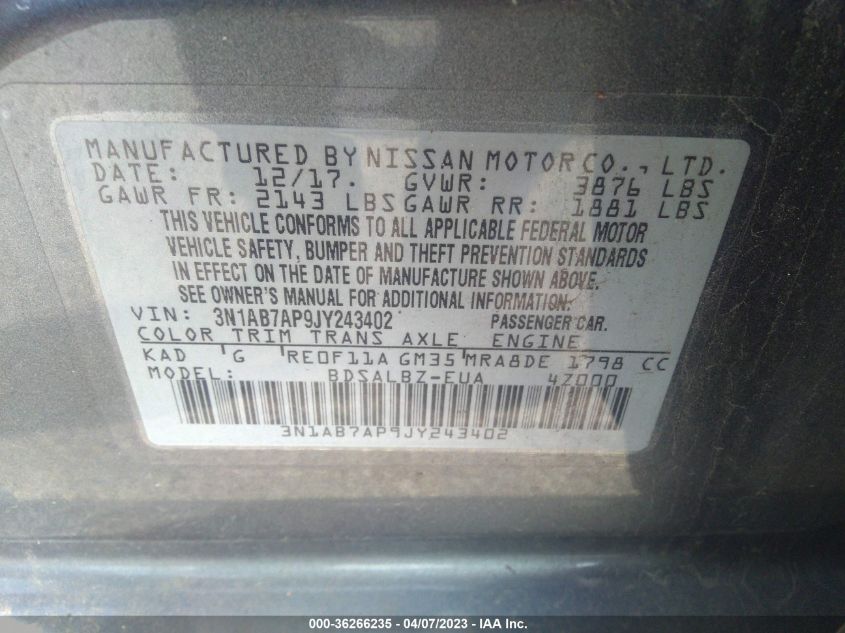 MANUFACTURED BY NISSAN MOTOR CO., LTD.
DATE: 12/17. GVWR: 3876 LBS
GAWR FR: 2143 LBS GAWR RR: 1881 LBS
THIS VEHICLE CONFORMS TO ALL APPLICABLE FEDERAL MOTOR
VEHICLE SAFETY, BUMPER AND THEFT PREVENTION STANDARDS
IN EFFECT ON THE DATE OF MANUFACTURE SHOWN ABOVE.
SEE OWNER'S MANUAL FOR ADDITIONAL INFORMATION.
VIN: 3N1AB7AP9JY243402 PASSENGER CAR.
COLOR TRIM TRANS AXLE ENGINE
KAD G RE0F11A GM35 MRA8DE 1798 CC
MODEL: BDSALBZ-EUA 4Z000
3N1AB7AP9JY243402
000-36266235 - 04/07/2023 - IAA Inc.